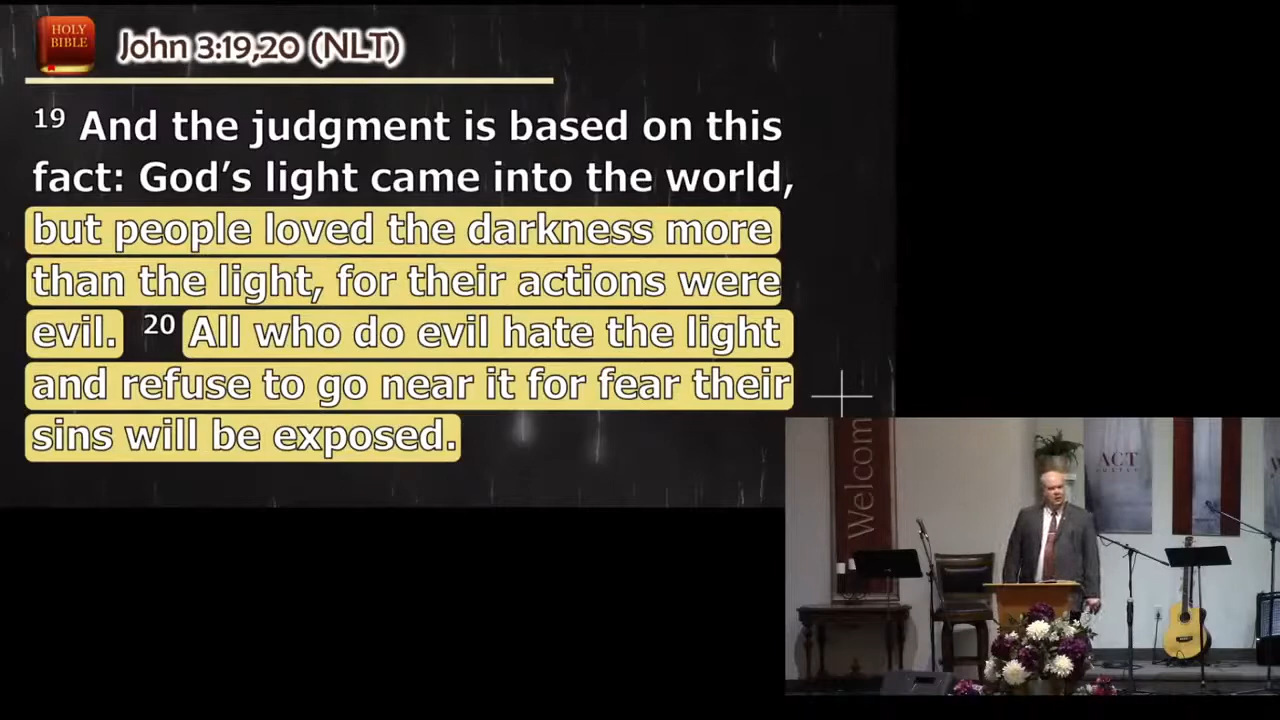 HOLY
BIBLE
John 3:19,20 (NLT)
19 And the judgment is based on this
fact: God’s light came into the world,
but people loved the darkness more
than the light, for their actions were
evil. 20 All who do evil hate the light
and refuse to go near it for fear their
sins will be exposed.
Welcom
ACT